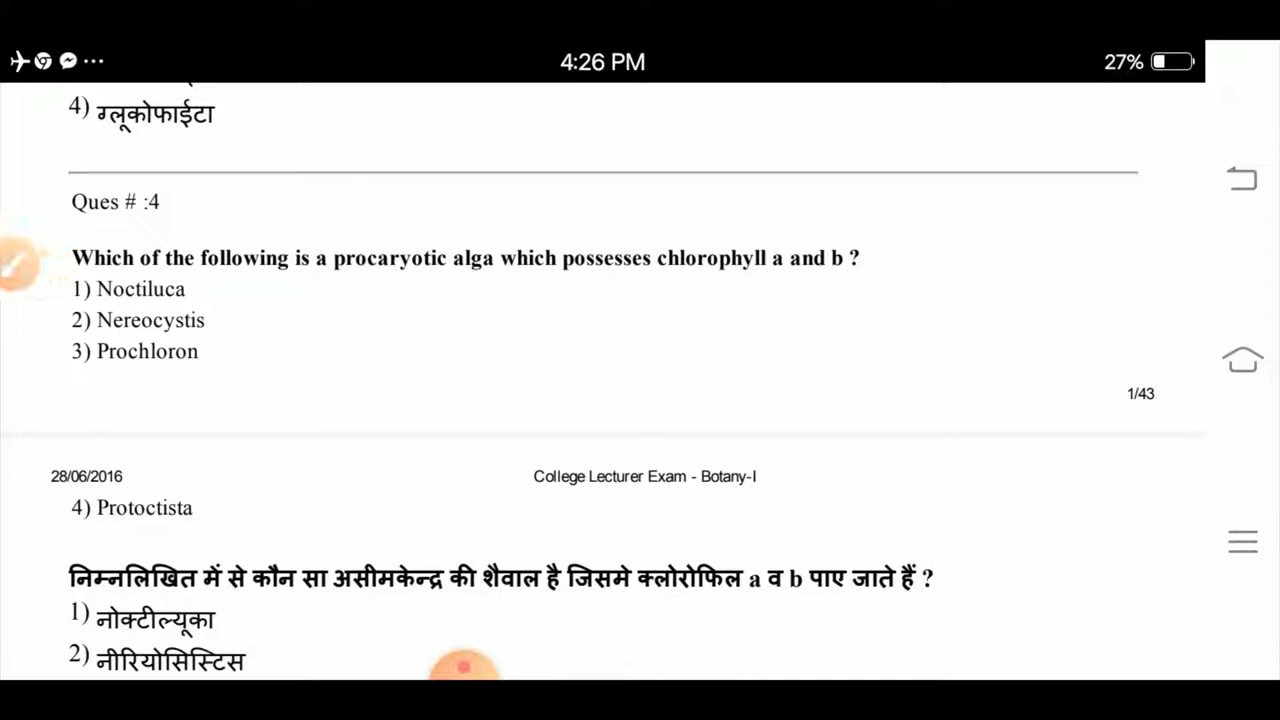 4:26 PM
27%
4) ग्लूकोफाईटा
Ques # :4
Which of the following is a procaryotic alga which possesses chlorophyll a and b ?
1) Noctiluca
2) Nereocystis
3) Prochloron
1/43
28/06/2016
College Lecturer Exam - Botany-I
4) Protoctista
निम्नलिखित में से कौन सा असीमकेन्द्र की शैवाल है जिसमे क्लोरोफिल a व b पाए जाते हैं ?
1) नोक्टील्यूका
2) नीरियोसिस्टिस